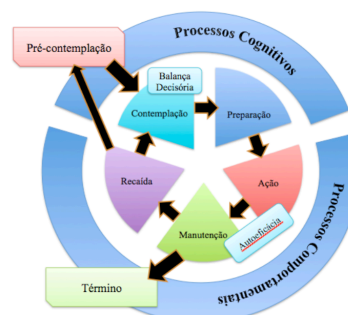 Processos Cognitivos
Pré-contemplação
Balança
Decisória
Contemplação
Preparação
Recaída
Ação
Manutenção
Autoeficácia
Processos Comportamentais
Término